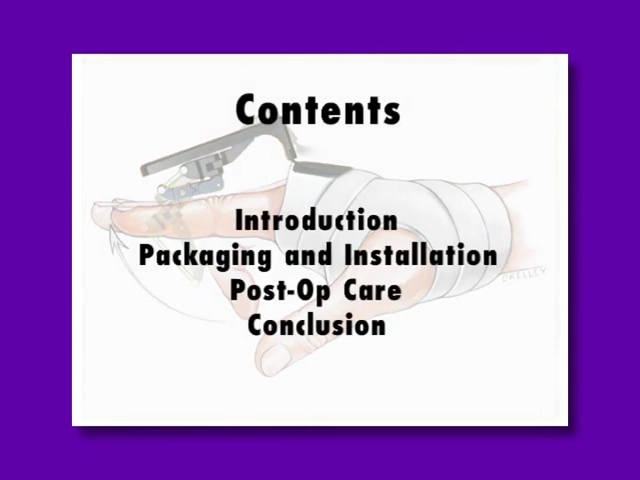 Contents
Introduction
Packaging and Installation
Post-Op Care
Conclusion